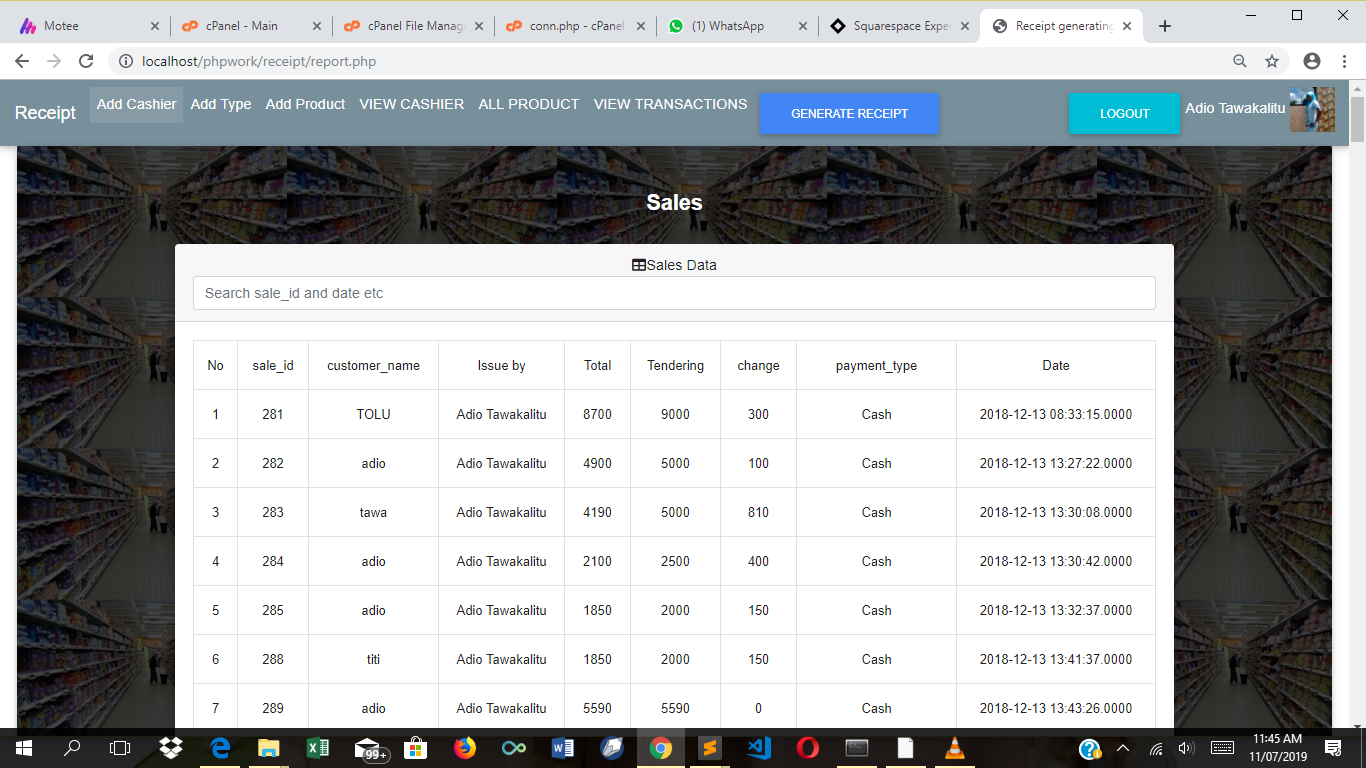 Motee
cPanel - Main
cPanel File Manag
conn.php - cPanel
(1) WhatsApp
Squarespace Exper
Receipt generating
localhost/phpwork/receipt/report.php
Receipt Add Cashier Add Type Add Product VIEW CASHIER ALL PRODUCT VIEW TRANSACTIONS GENERATE RECEIPT LOGOUT Adio Tawakalitu
Sales
Sales Data
Search sale_id and date etc
No sale_id customer_name Issue by Total Tendering change payment_type Date
1 281 TOLU Adio Tawakalitu 8700 9000 300 Cash 2018-12-13 08:33:15.0000
2 282 adio Adio Tawakalitu 4900 5000 100 Cash 2018-12-13 13:27:22.0000
3 283 tawa Adio Tawakalitu 4190 5000 810 Cash 2018-12-13 13:30:08.0000
4 284 adio Adio Tawakalitu 2100 2500 400 Cash 2018-12-13 13:30:42.0000
5 285 adio Adio Tawakalitu 1850 2000 150 Cash 2018-12-13 13:32:37.0000
6 288 titi Adio Tawakalitu 1850 2000 150 Cash 2018-12-13 13:41:37.0000
7 289 adio Adio Tawakalitu 5590 5590 0 Cash 2018-12-13 13:43:26.0000
99+
11:45 AM
11/07/2019